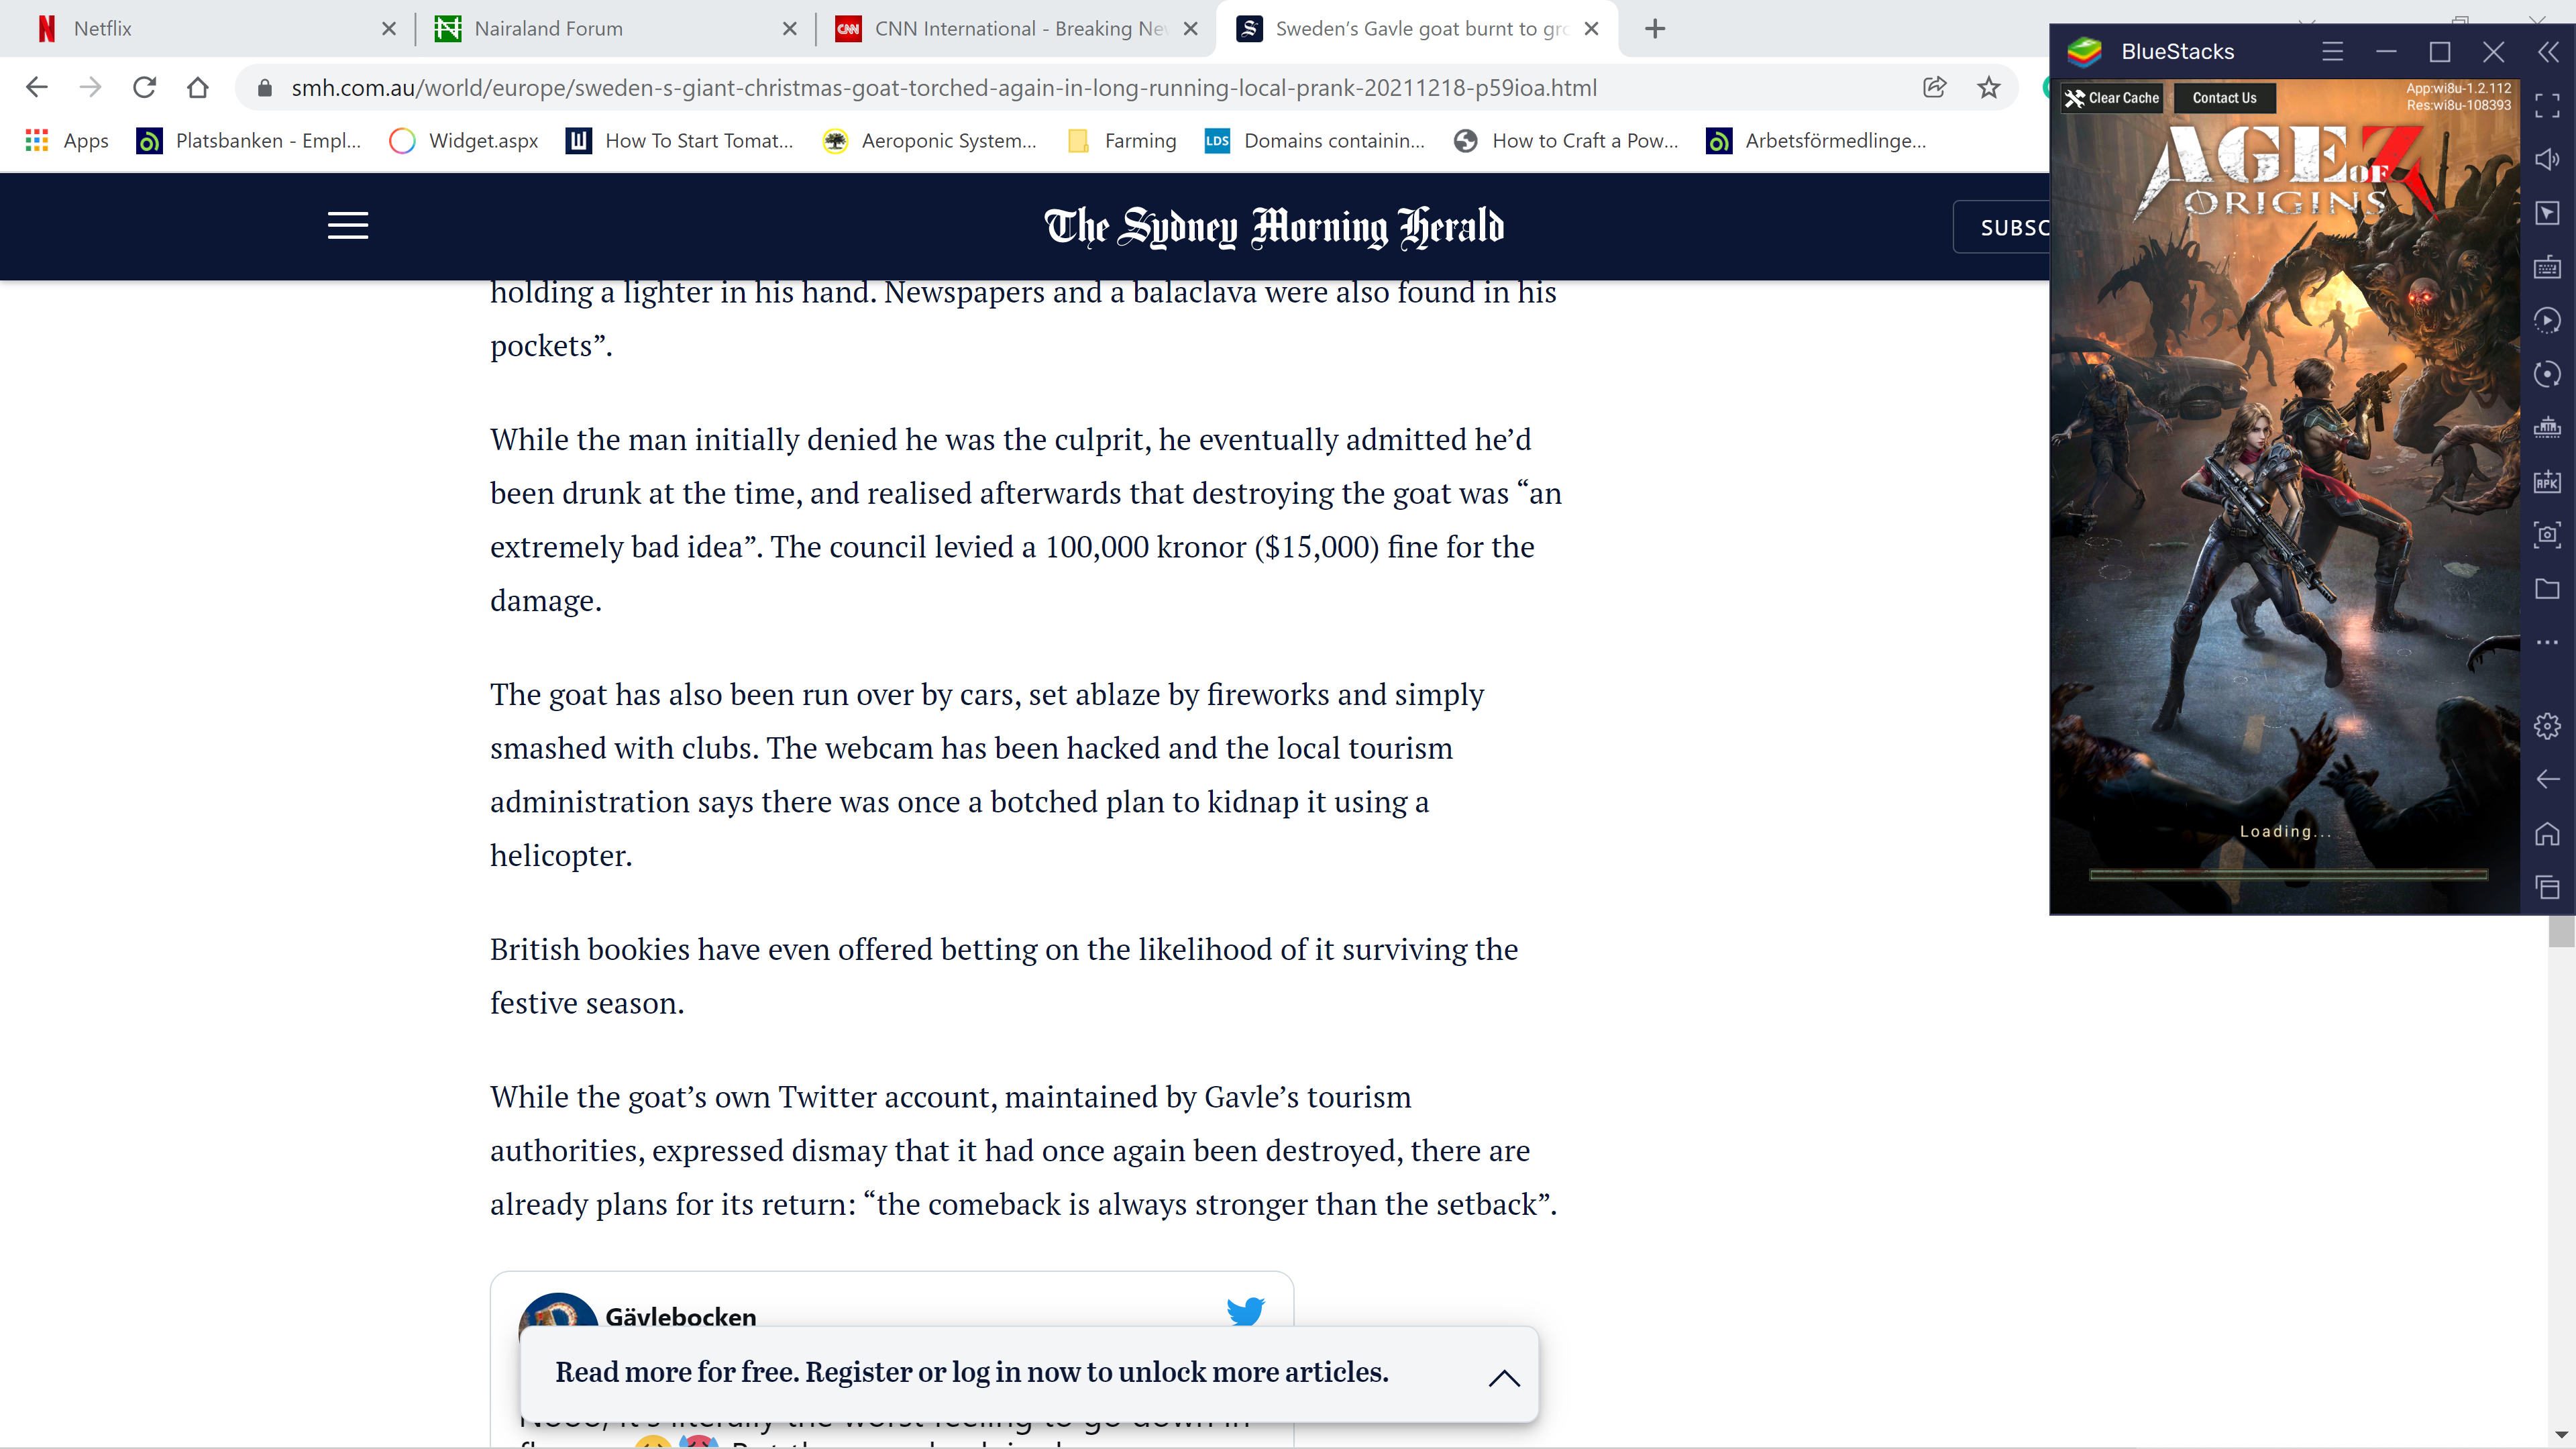 Netflix
Nairaland Forum
CNN International - Breaking Ne
Sweden's Gavle goat burnt to gr
smh.com.au/world/europe/sweden-s-giant-christmas-goat-torched-again-in-long-running-local-prank-20211218-p59ioa.html
Apps
Platsbanken - Empl...
Widget.aspx
How To Start Tomat...
Aeroponic System...
Farming
LDS
Domains containin...
How to Craft a Pow...
Arbetsförmedlinge...
The Sydney Morning Herald
SUBSC
holding a lighter in his hand. Newspapers and a balaclava were also found in his
pockets”.
While the man initially denied he was the culprit, he eventually admitted he’d
been drunk at the time, and realised afterwards that destroying the goat was “an
extremely bad idea”. The council levied a 100,000 kronor ($15,000) fine for the
damage.
The goat has also been run over by cars, set ablaze by fireworks and simply
smashed with clubs. The webcam has been hacked and the local tourism
administration says there was once a botched plan to kidnap it using a
helicopter.
British bookies have even offered betting on the likelihood of it surviving the
festive season.
While the goat’s own Twitter account, maintained by Gavle’s tourism
authorities, expressed dismay that it had once again been destroyed, there are
already plans for its return: “the comeback is always stronger than the setback”.
Gävlebocken
Read more for free. Register or log in now to unlock more articles.
BlueStacks
Clear Cache
Contact Us
App:wi8u-1.2.112
Res:wi8u-108393
AGE OF Z
ORIGINS
Loading...
APK